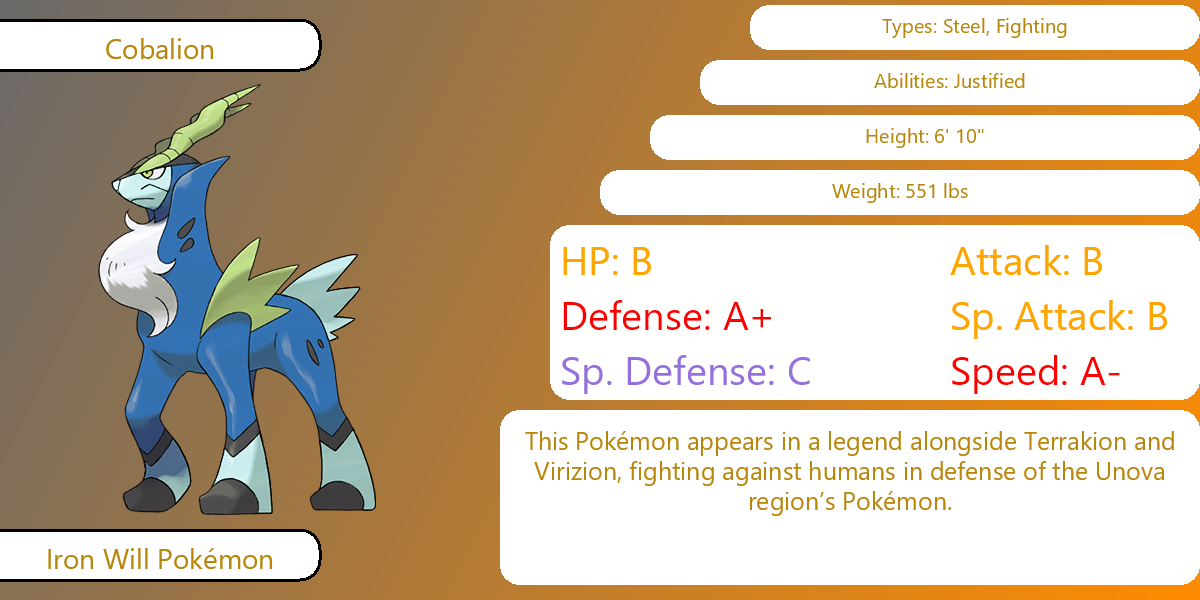 Cobalion
Types: Steel, Fighting
Abilities: Justified
Height: 6' 10"
Weight: 551 lbs
HP: B
Attack: B
Defense: A+
Sp. Attack: B
Sp. Defense: C
Speed: A-
This Pokémon appears in a legend alongside Terrakion and
Virizion, fighting against humans in defense of the Unova
region’s Pokémon.
Iron Will Pokémon